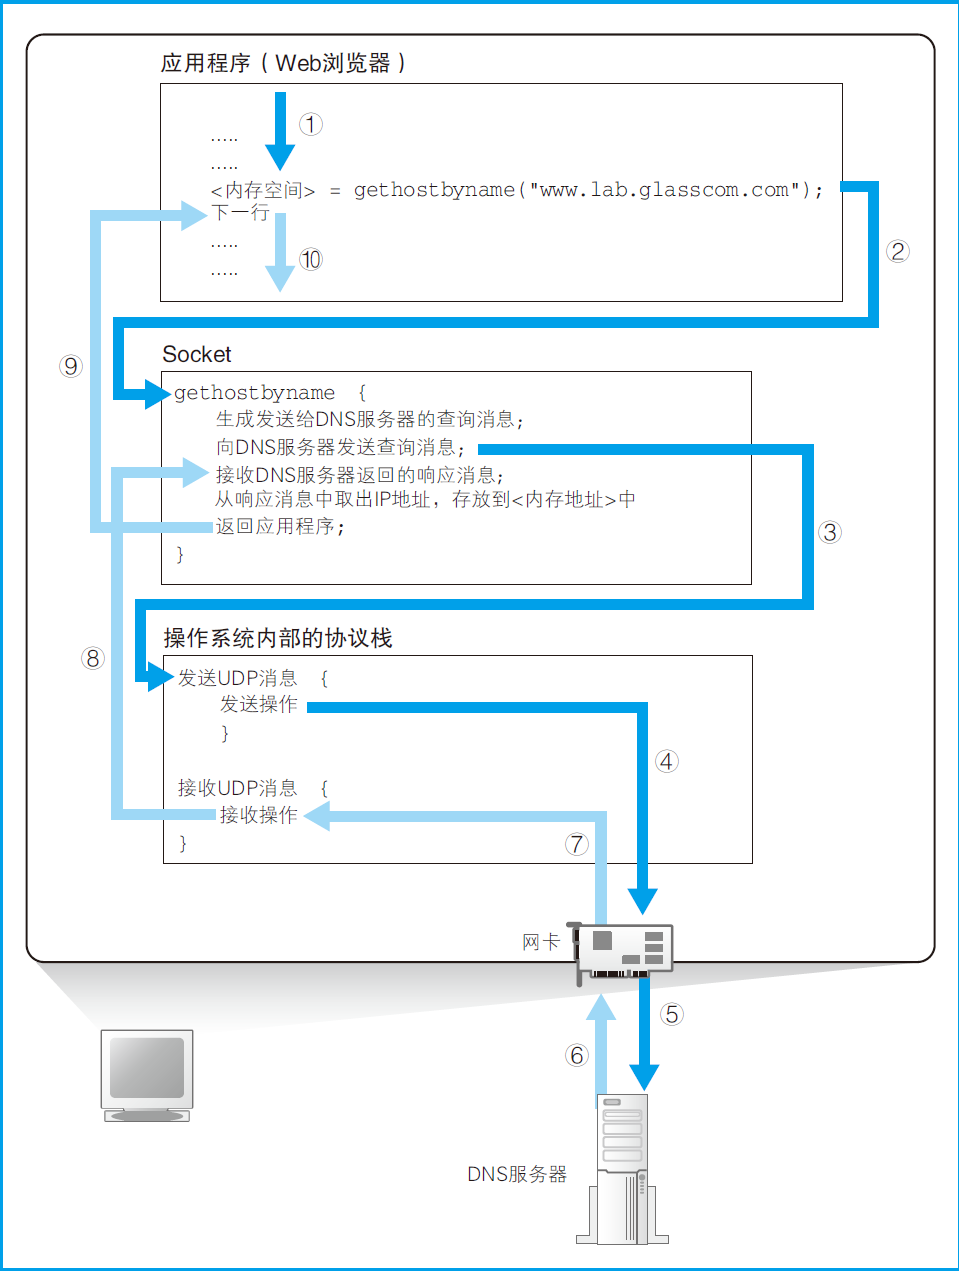 应用程序（Web浏览器）
①
.....
.....
<内存空间> = gethostbyname("www.lab.glasscom.com");
下一行
②
.....
⑩
.....
Socket
⑨
gethostbyname {
生成发送给DNS服务器的查询消息;
向DNS服务器发送查询消息;
接收DNS服务器返回的响应消息;
从响应消息中取出IP地址，存放到<内存地址>中
返回应用程序;
③
}
操作系统内部的协议栈
⑧
发送UDP消息 {
发送操作
}
④
接收UDP消息 {
接收操作
}
⑦
网卡
⑤
⑥
DNS服务器